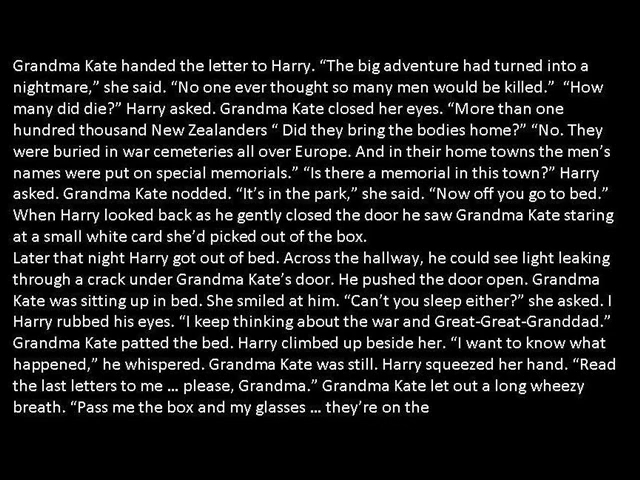 Grandma Kate handed the letter to Harry. “The big adventure had turned into a
nightmare,” she said. “No one ever thought so many men would be killed.”  “How
many did die?” Harry asked. Grandma Kate closed her eyes. “More than one
hundred thousand New Zealanders “ Did they bring the bodies home?” “No. They
were buried in war cemeteries all over Europe. And in their home towns the men’s
names were put on special memorials.” “Is there a memorial in this town?” Harry
asked. Grandma Kate nodded. “It’s in the park,” she said. “Now off you go to bed.”
When Harry looked back as he gently closed the door he saw Grandma Kate staring
at a small white card she’d picked out of the box.
Later that night Harry got out of bed. Across the hallway, he could see light leaking
through a crack under Grandma Kate’s door. He pushed the door open. Grandma
Kate was sitting up in bed. She smiled at him. “Can’t you sleep either?” she asked. I
Harry rubbed his eyes. “I keep thinking about the war and Great-Great-Granddad.”
Grandma Kate patted the bed. Harry climbed up beside her. “I want to know what
happened,” he whispered. Grandma Kate was still. Harry squeezed her hand. “Read
the last letters to me … please, Grandma.” Grandma Kate let out a long wheezy
breath. “Pass me the box and my glasses … they’re on the